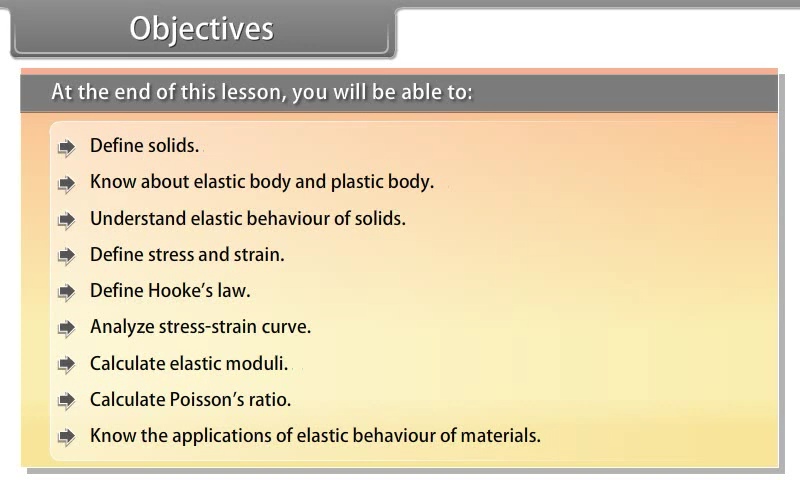 Objectives
At the end of this lesson, you will be able to:
Define solids.
Know about elastic body and plastic body.
Understand elastic behaviour of solids.
Define stress and strain.
Define Hooke's law.
Analyze stress-strain curve.
Calculate elastic moduli.
Calculate Poisson's ratio.
Know the applications of elastic behaviour of materials.